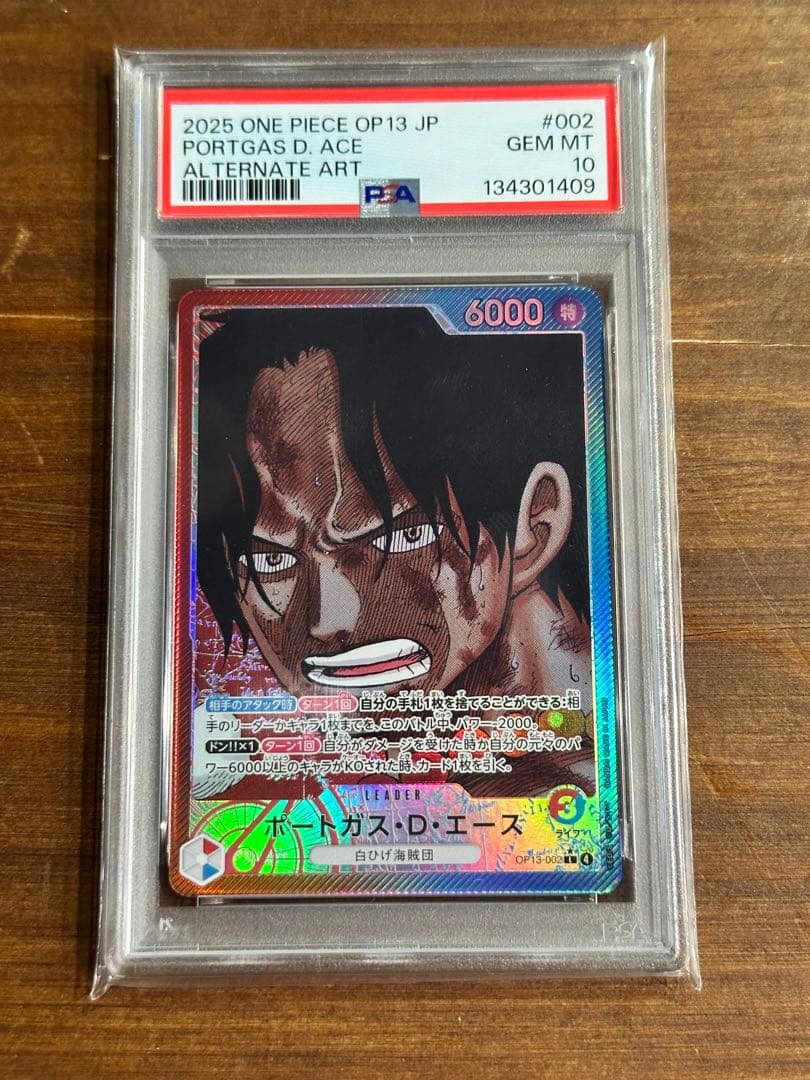 2025 ONE PIECE OP13 JP #002
PORTGAS D. ACE GEM MT
ALTERNATE ART 10
PSA 134301409
6000 特
相手のアタック時 ターン1回 自分の手札1枚を捨てることができる:相
手のリーダーかキャラ1枚までを、このバトル中、パワー-2000。
ドン!!×1 ターン1回 自分がダメージを受けた時か自分の元々のパ
ワー6000以上のキャラがKOされた時、カード1枚を引く。
LEADER
ポートガス・D・エース
3
ライフ
白ひげ海賊団
OP13-002 L 4
PSA